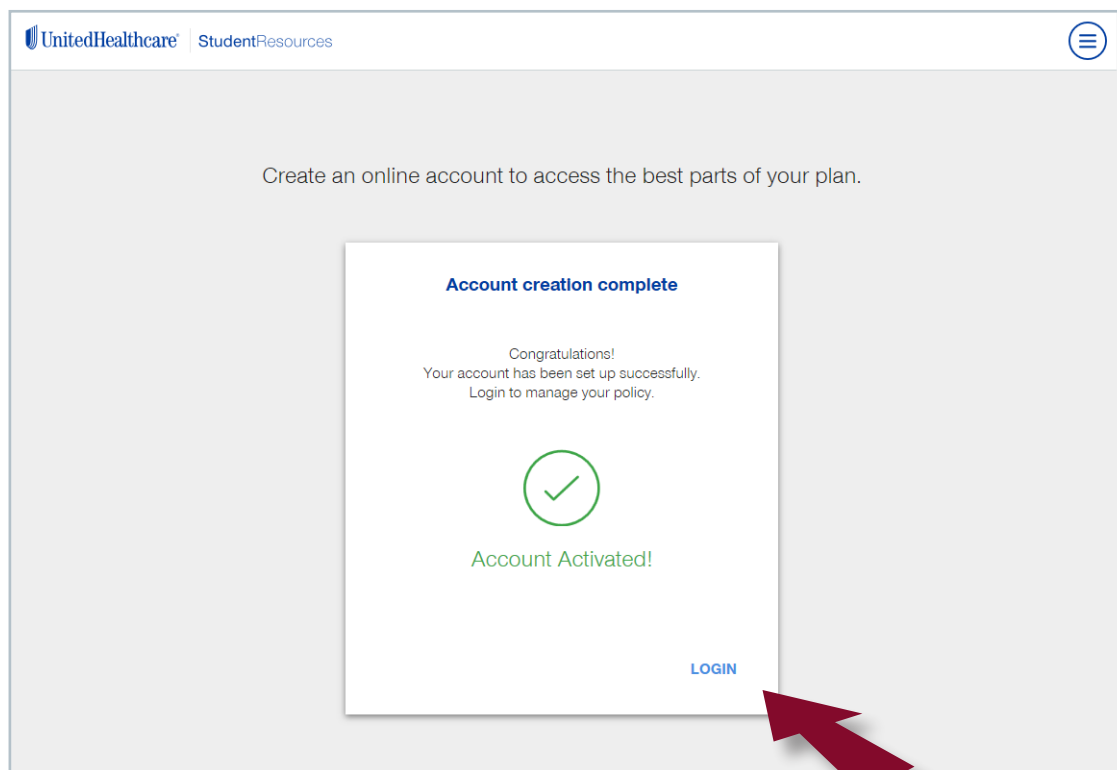 UnitedHealthcare® StudentResources
Create an online account to access the best parts of your plan.
Account creation complete
Congratulations!
Your account has been set up successfully.
Login to manage your policy.
Account Activated!
LOGIN